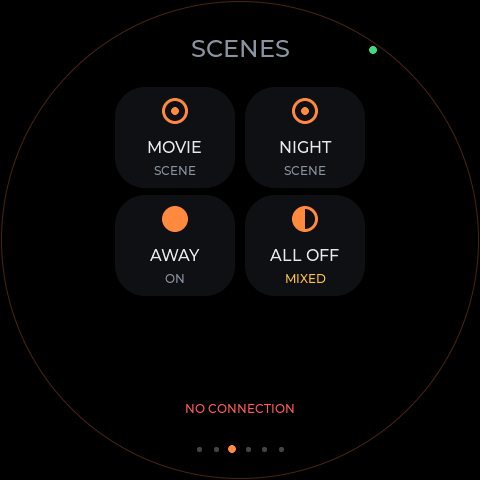 SCENES
MOVIE
SCENE
NIGHT
SCENE
AWAY
ON
ALL OFF
MIXED
NO CONNECTION